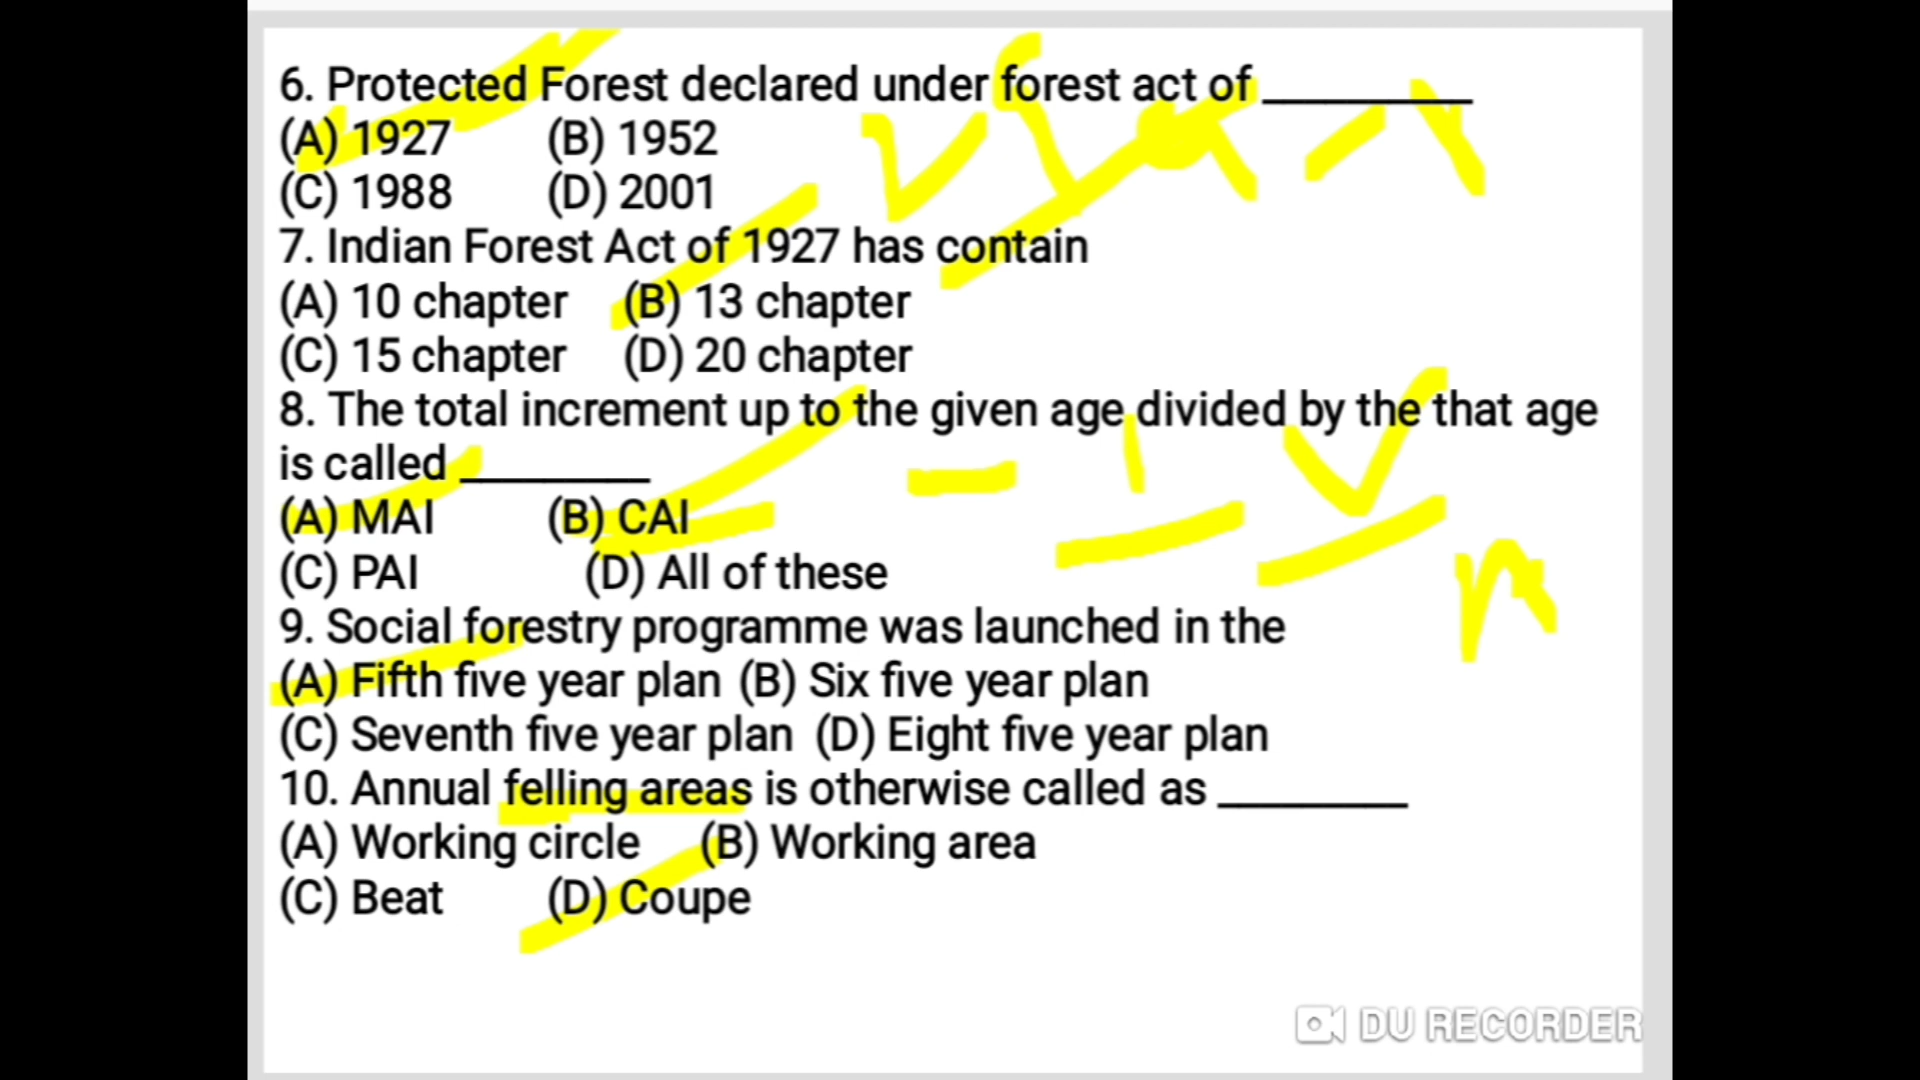 6. Protected Forest declared under forest act of __________
(A) 1927 (B) 1952
(C) 1988 (D) 2001
7. Indian Forest Act of 1927 has contain
(A) 10 chapter (B) 13 chapter
(C) 15 chapter (D) 20 chapter
8. The total increment up to the given age divided by the that age
is called _________
(A) MAI (B) CAI
(C) PAI (D) All of these
9. Social forestry programme was launched in the
(A) Fifth five year plan (B) Six five year plan
(C) Seventh five year plan (D) Eight five year plan
10. Annual felling areas is otherwise called as _________
(A) Working circle (B) Working area
(C) Beat (D) Coupe
DU RECORDER